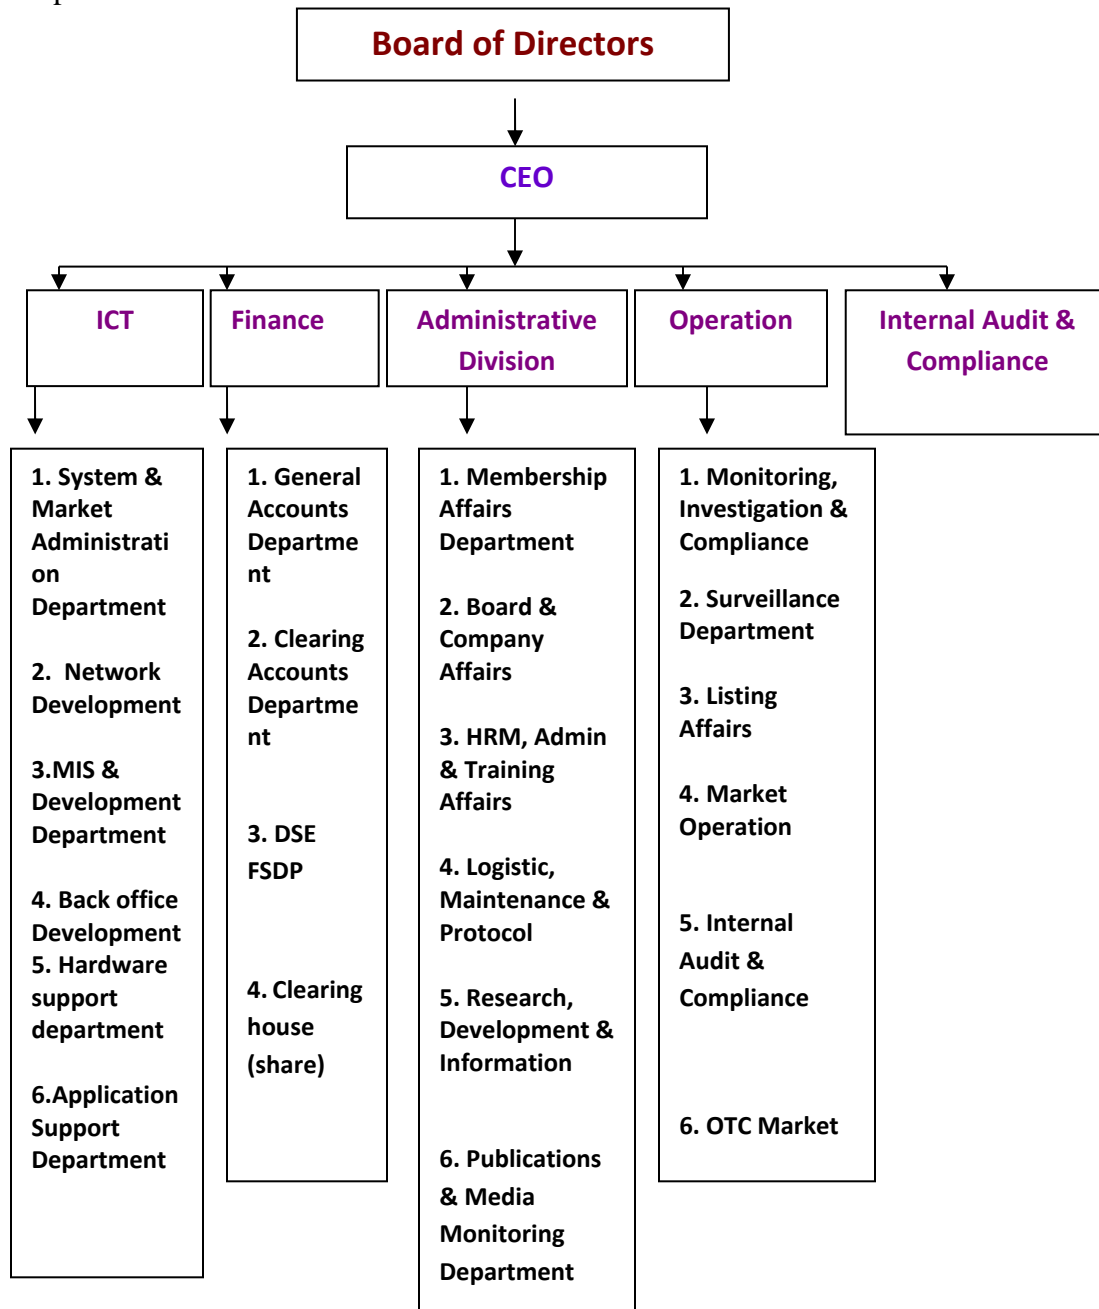 Board of Directors
CEO
ICT
Finance
Administrative
Division
Operation
Internal Audit &
Compliance
1. System &
Market
Administrati
on
Department
2.  Network
Development
3.MIS &
Development
Department
4. Back office
Development
5. Hardware
support
department
6.Application
Support
Department
1. General
Accounts
Departme
nt
2. Clearing
Accounts
Departme
nt
3. DSE
FSDP
4. Clearing
house
(share)
1. Membership
Affairs
Department
2. Board &
Company
Affairs
3. HRM, Admin
& Training
Affairs
4. Logistic,
Maintenance &
Protocol
5. Research,
Development &
Information
6. Publications
& Media
Monitoring
Department
1. Monitoring,
Investigation &
Compliance
2. Surveillance
Department
3. Listing
Affairs
4. Market
Operation
5. Internal
Audit &
Compliance
6. OTC Market